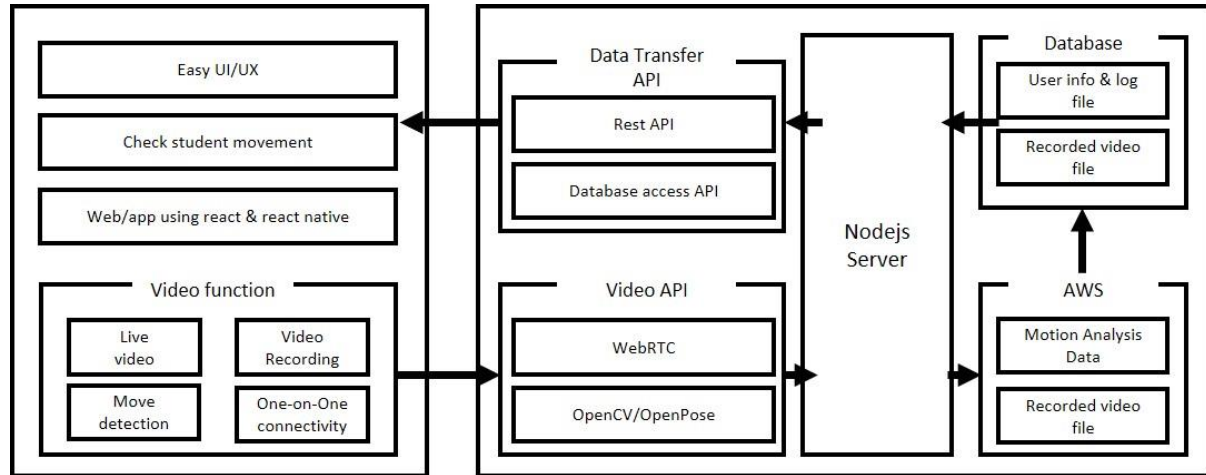 Easy UI/UX
Check student movement
Web/app using react & react native
Video function
Live
video
Video
Recording
Move
detection
One-on-One
connectivity
Data Transfer
API
Rest API
Database access API
Video API
WebRTC
OpenCV/OpenPose
Nodejs
Server
Database
User info & log
file
Recorded video
file
AWS
Motion Analysis
Data
Recorded video
file